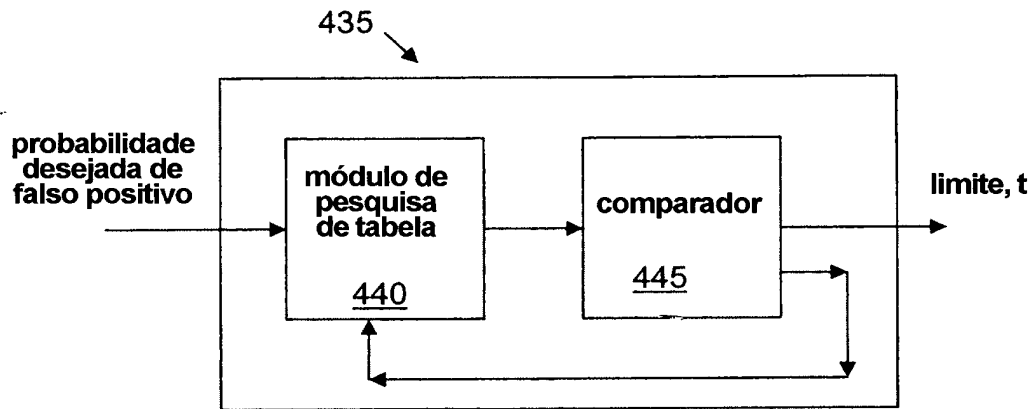 435
probabilidade
desejada de
falso positivo
módulo de
pesquisa
de tabela
440
comparador
445
limite, t